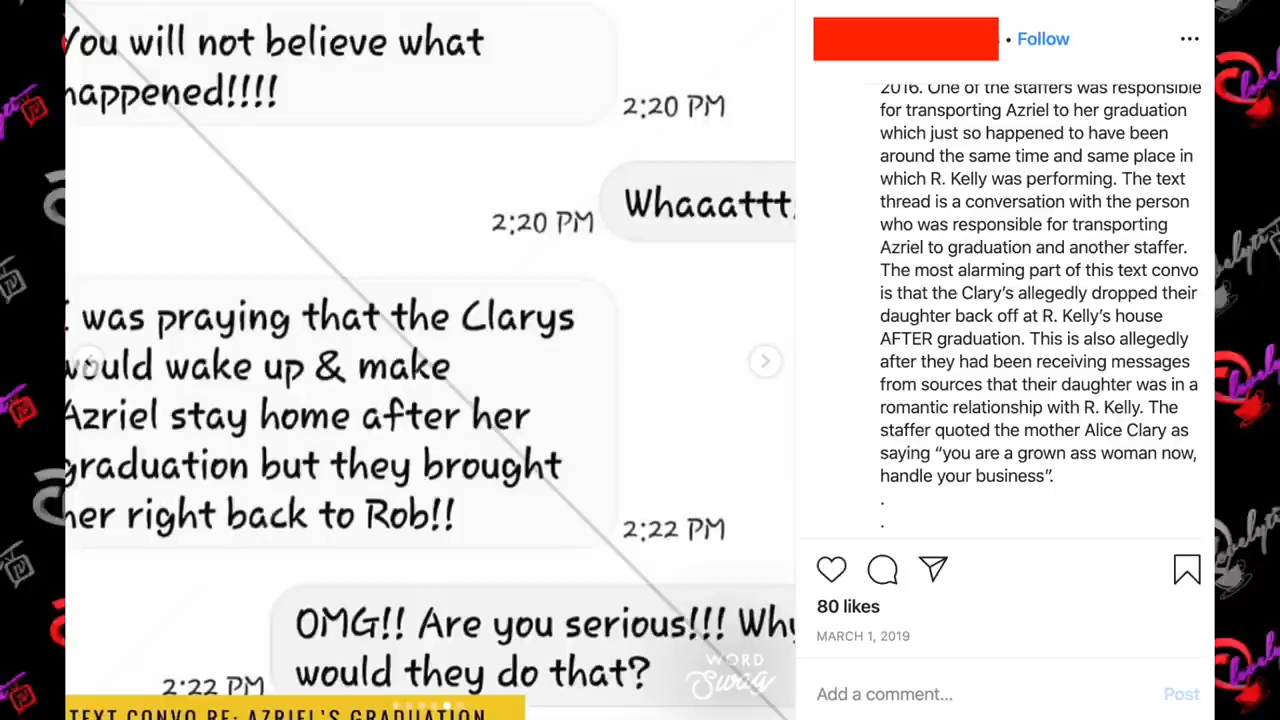 You will not believe what
happened!!!!
2:20 PM
Whaaattt
2:20 PM
I was praying that the Clarys
would wake up & make
Azriel stay home after her
graduation but they brought
her right back to Rob!!
2:22 PM
OMG!! Are you serious!!! Why
would they do that?
2:22 PM
WORD
Swag
TEXT CONVO RE: AZRIEL'S GRADUATION
• Follow
2016. One of the staffers was responsible
for transporting Azriel to her graduation
which just so happened to have been
around the same time and same place in
which R. Kelly was performing. The text
thread is a conversation with the person
who was responsible for transporting
Azriel to graduation and another staffer.
The most alarming part of this text convo
is that the Clary's allegedly dropped their
daughter back off at R. Kelly's house
AFTER graduation. This is also allegedly
after they had been receiving messages
from sources that their daughter was in a
romantic relationship with R. Kelly. The
staffer quoted the mother Alice Clary as
saying “you are a grown ass woman now,
handle your business”.
.
.
80 likes
MARCH 1, 2019
Add a comment...
Post